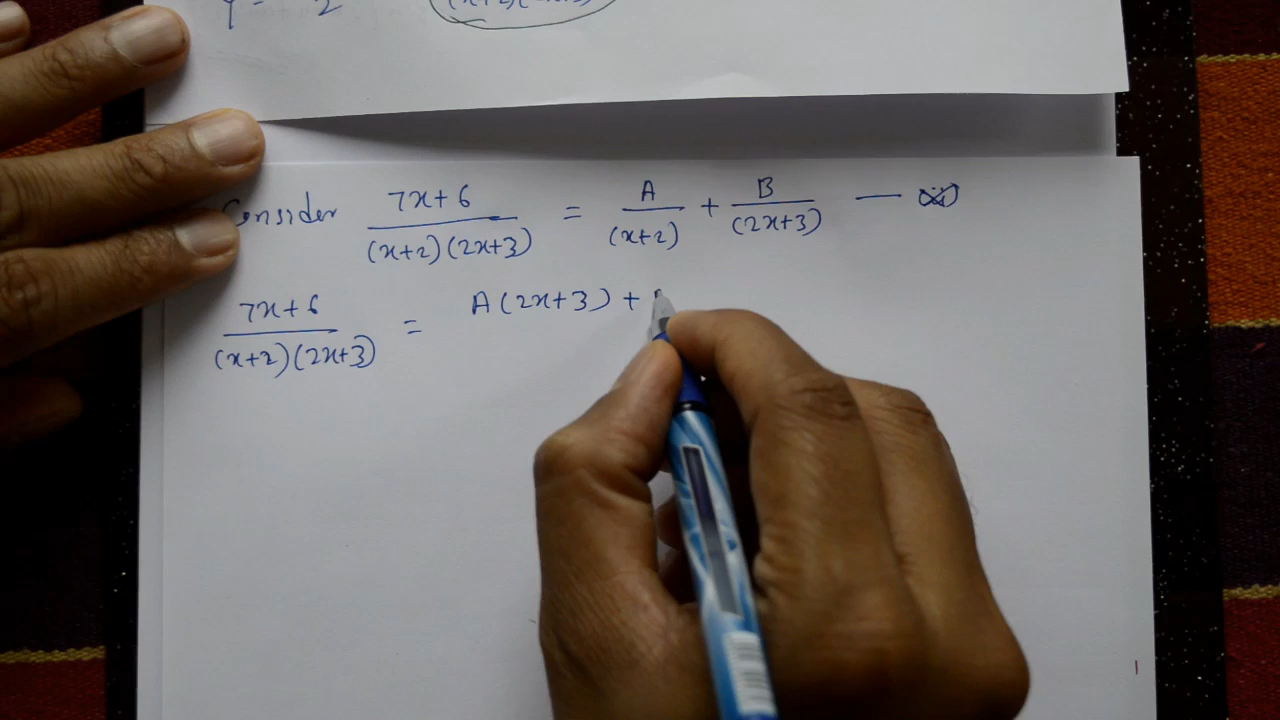 Consider 7x+6 / (x+2)(2x+3) = A / (x+2) + B / (2x+3) —
7x+6 / (x+2)(2x+3) = A(2x+3) +